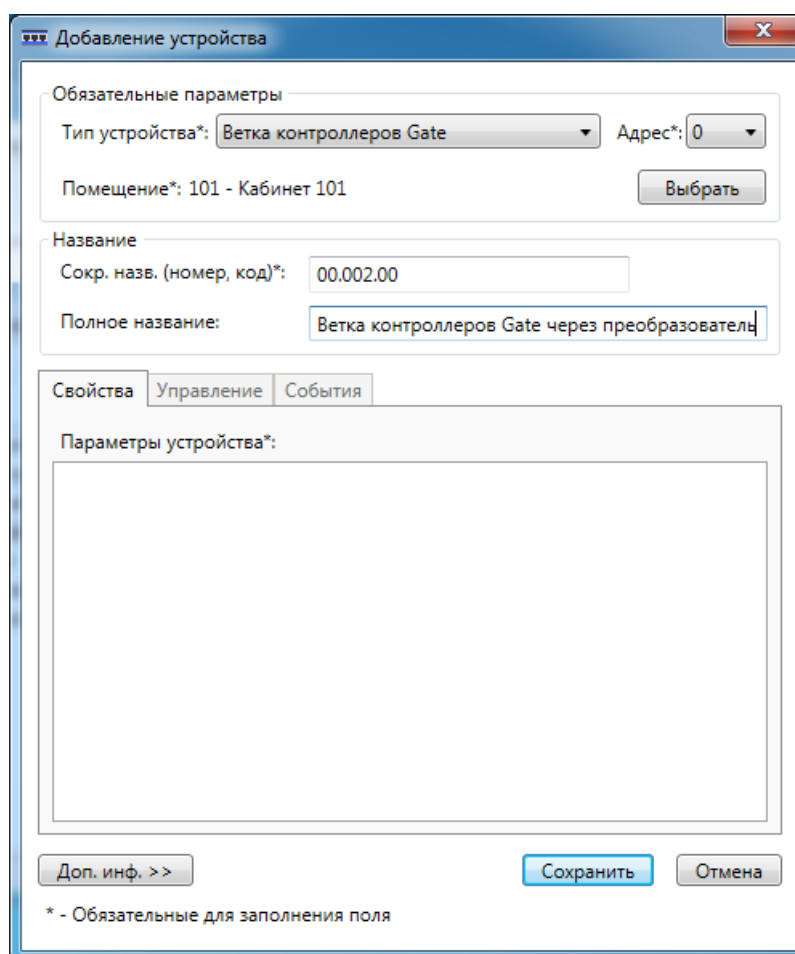 Добавление устройства
Обязательные параметры
Тип устройства*: Ветка контроллеров Gate Адрес*: 0
Помещение*: 101 - Кабинет 101 Выбрать
Название
Сокр. назв. (номер, код)*: 00.002.00
Полное название: Ветка контроллеров Gate через преобразователь
Свойства Управление События
Параметры устройства*:
Доп. инф. >> Сохранить Отмена
* - Обязательные для заполнения поля